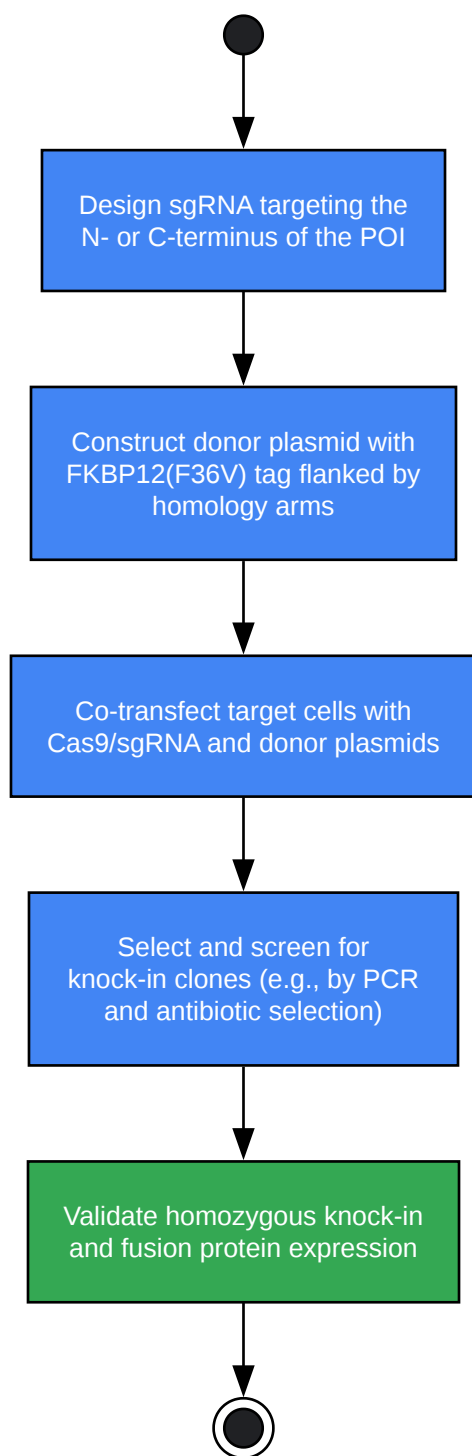 Design sgRNA targeting the
N- or C-terminus of the POI
Construct donor plasmid with
FKBP12(F36V) tag flanked by
homology arms
Co-transfect target cells with
Cas9/sgRNA and donor plasmids
Select and screen for
knock-in clones (e.g., by PCR
and antibiotic selection)
Validate homozygous knock-in
and fusion protein expression